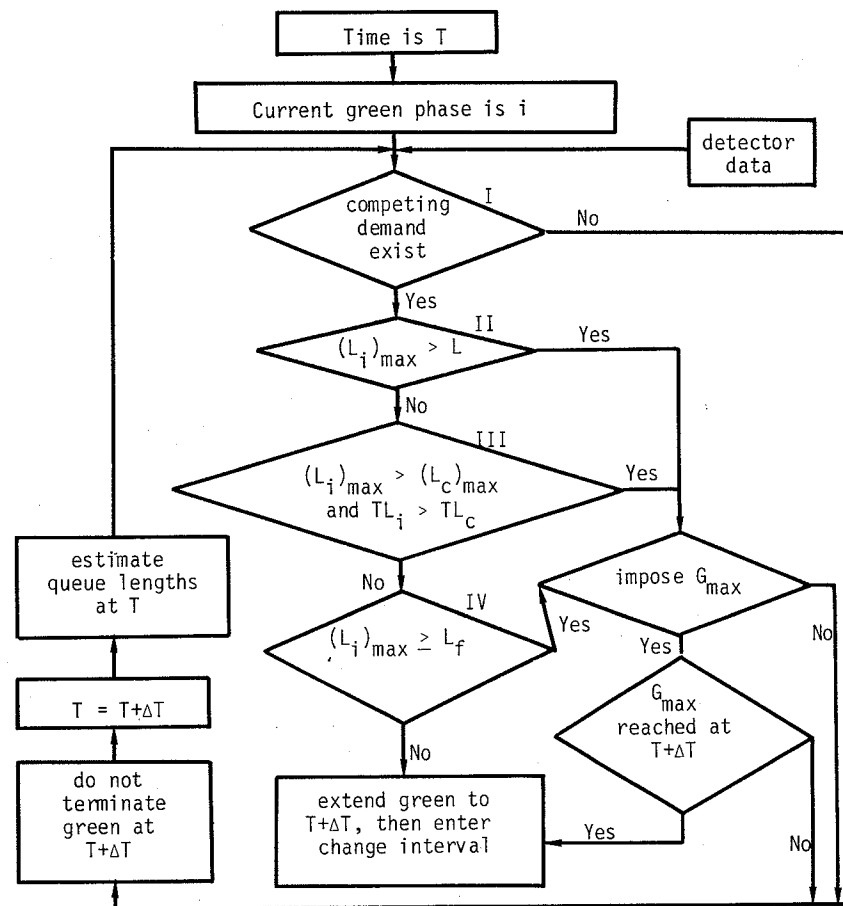 Time is T
Current green phase is i
detector
data
I
competing
demand
exist
No
Yes
II
(L_i)_max > L
Yes
No
III
(L_i)_max > (L_c)_max
and TL_i > TL_c
Yes
No
estimate
queue lengths
at T
impose G_max
IV
(L_i)_max ≥ L_f
Yes
Yes
No
T = T+ΔT
G_max
reached at
T+ΔT
No
do not
terminate
green at
T+ΔT
extend green to
T+ΔT, then enter
change interval
Yes
No